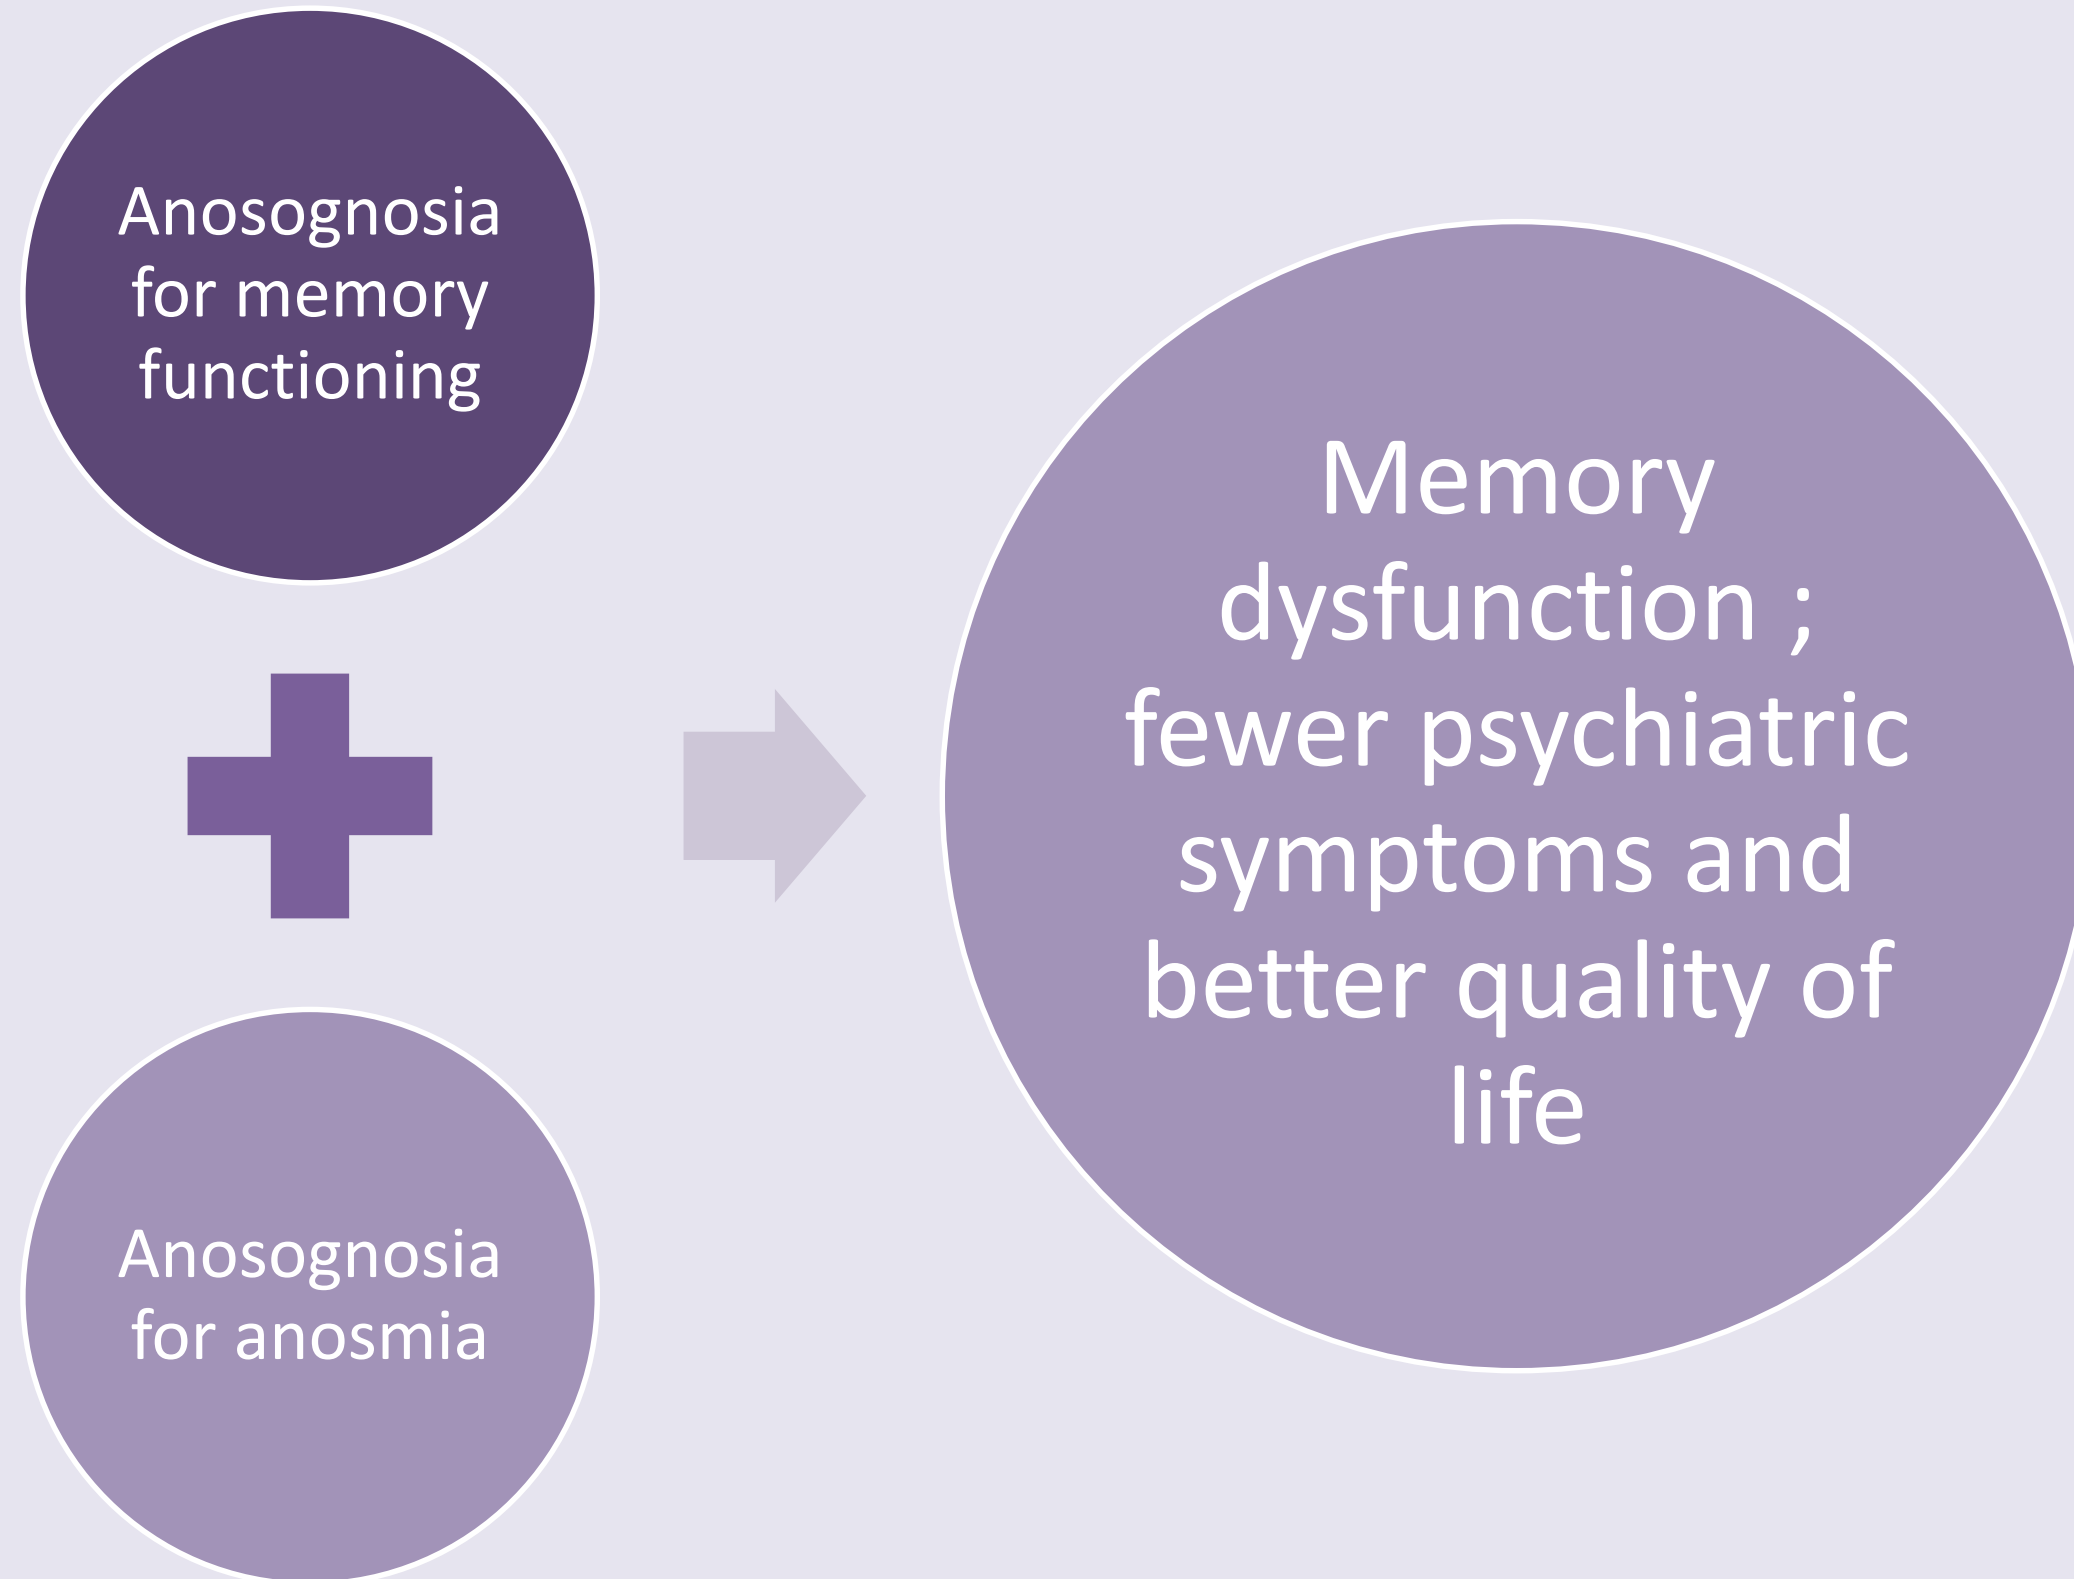 Anosognosia
for memory
functioning
Anosognosia
for anosmia
Memory
dysfunction ;
fewer psychiatric
symptoms and
better quality of
life